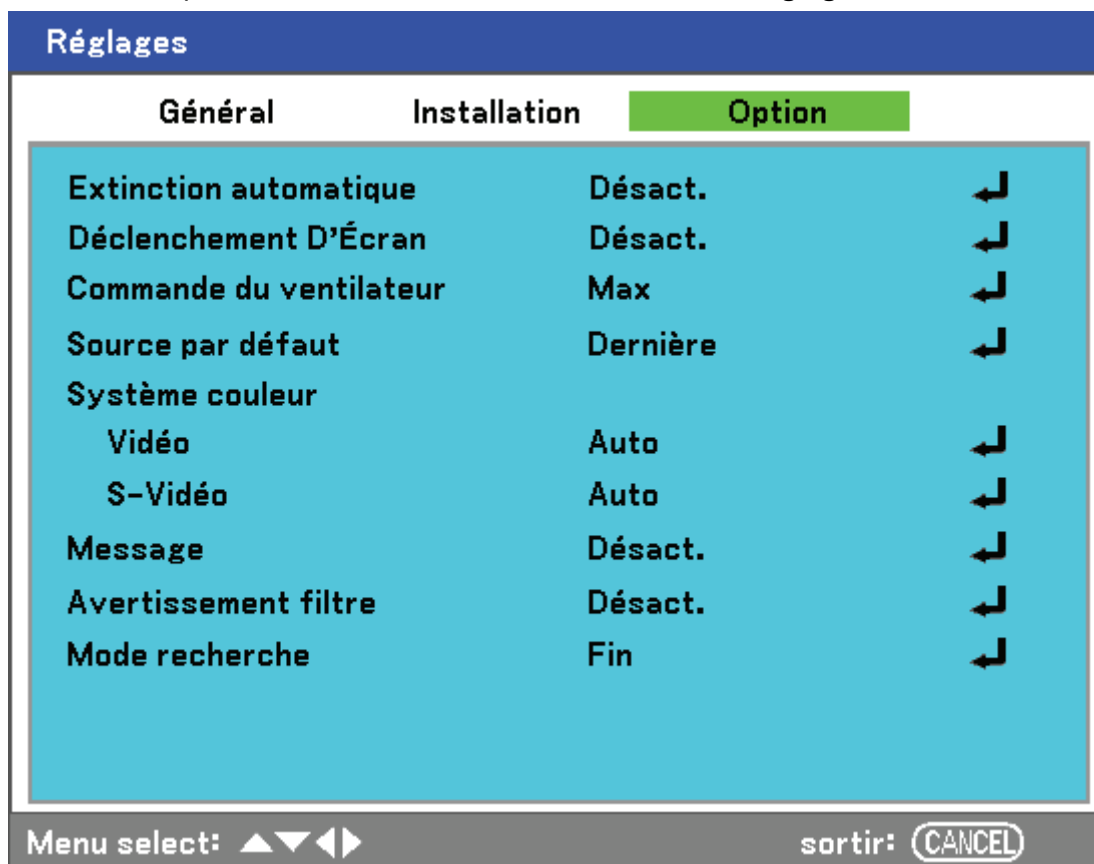 Réglages
Général Installation Option
Extinction automatique Désact.
Déclenchement D'Écran Désact.
Commande du ventilateur Max
Source par défaut Dernière
Système couleur
Vidéo Auto
S-Vidéo Auto
Message Désact.
Avertissement filtre Désact.
Mode recherche Fin
Menu select: ▲▼◀▶ sortir: CANCEL